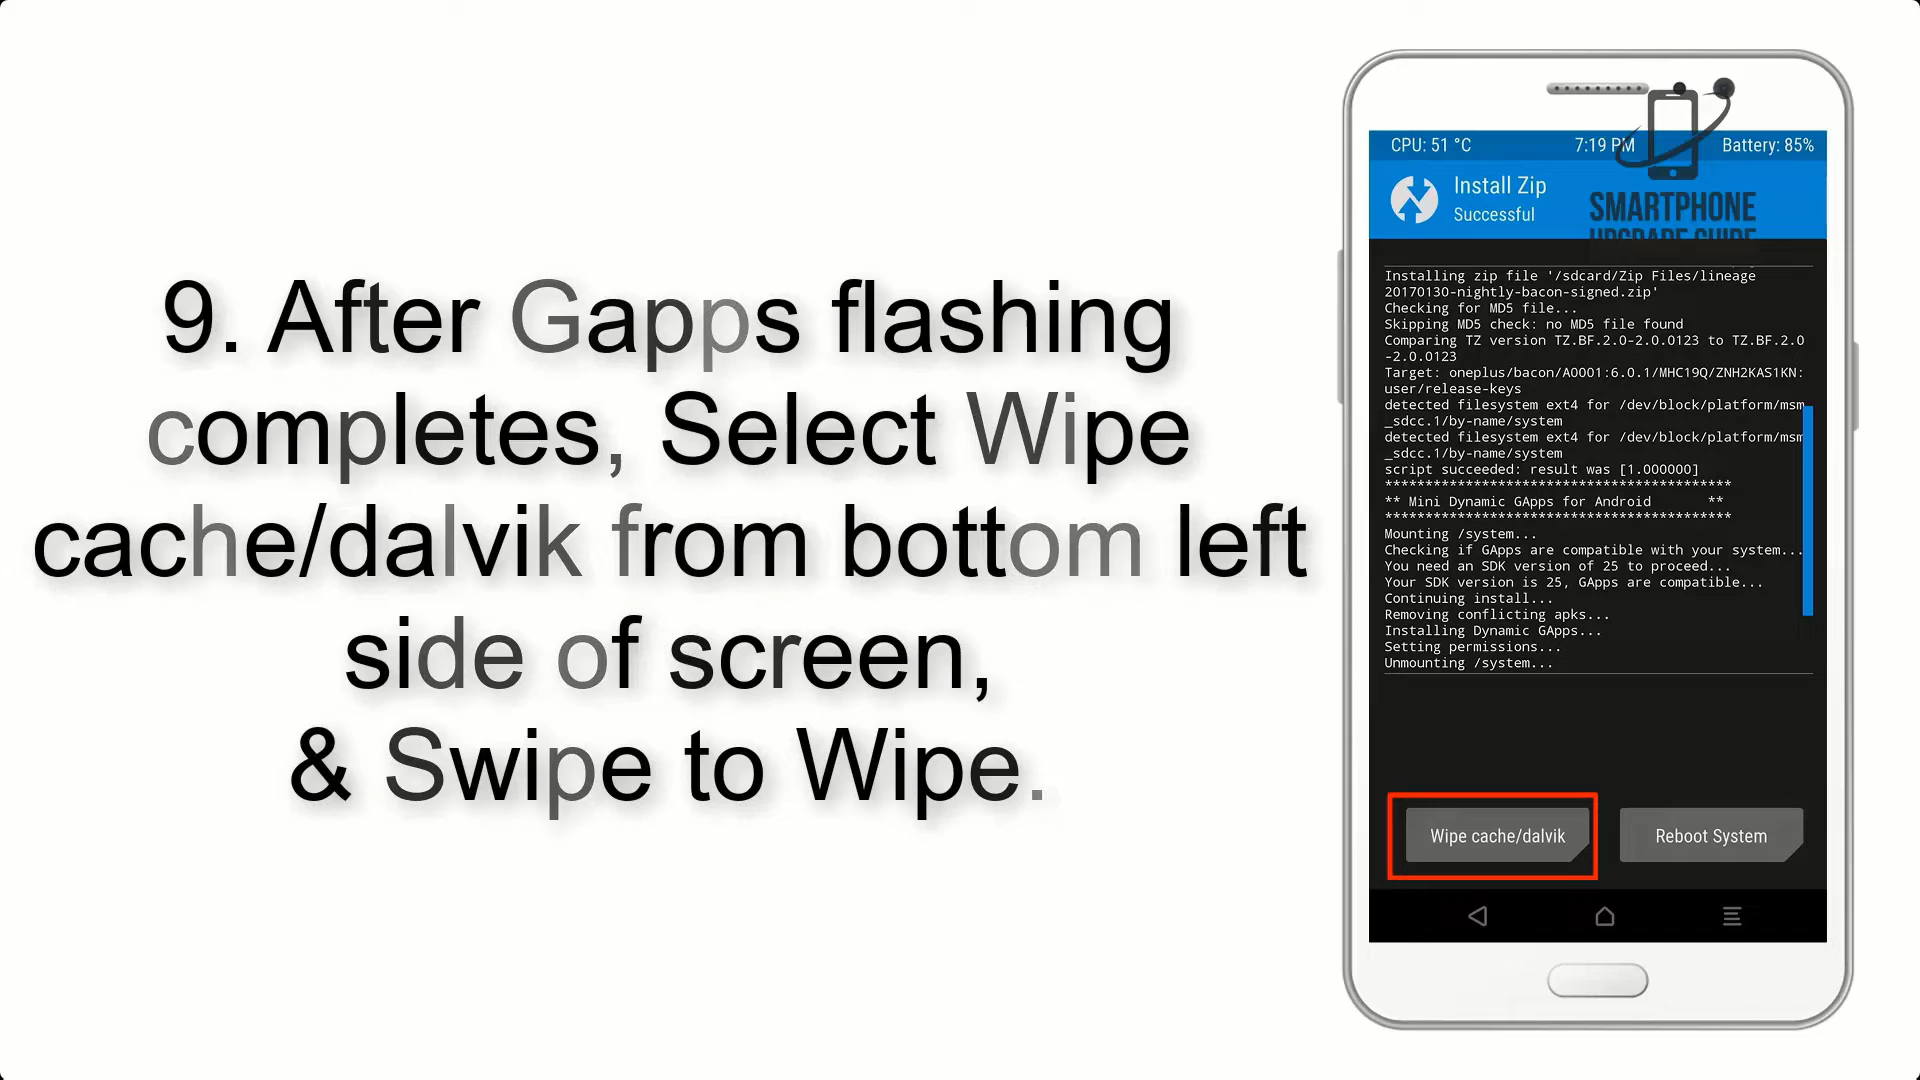 9. After Gapps flashing
completes, Select Wipe
cache/dalvik from bottom left
side of screen,
& Swipe to Wipe.
CPU: 51 °C 7:19 PM Battery: 85%
Install Zip
Successful
SMARTPHONE
UPGRADE GUIDE
Installing zip file '/sdcard/Zip Files/lineage
20170130-nightly-bacon-signed.zip'
Checking for MD5 file...
Skipping MD5 check: no MD5 file found
Comparing TZ version TZ.BF.2.0-2.0.0123 to TZ.BF.2.0
-2.0.0123
Target: oneplus/bacon/A0001:6.0.1/MHC19Q/ZNH2KAS1KN:
user/release-keys
detected filesystem ext4 for /dev/block/platform/msm
_sdcc.1/by-name/system
detected filesystem ext4 for /dev/block/platform/msm
_sdcc.1/by-name/system
script succeeded: result was [1.000000]
******************************************
** Mini Dynamic GApps for Android **
******************************************
Mounting /system...
Checking if GApps are compatible with your system...
You need an SDK version of 25 to proceed...
Your SDK version is 25, GApps are compatible...
Continuing install...
Removing conflicting apks...
Installing Dynamic GApps...
Setting permissions...
Unmounting /system...
Wipe cache/dalvik Reboot System